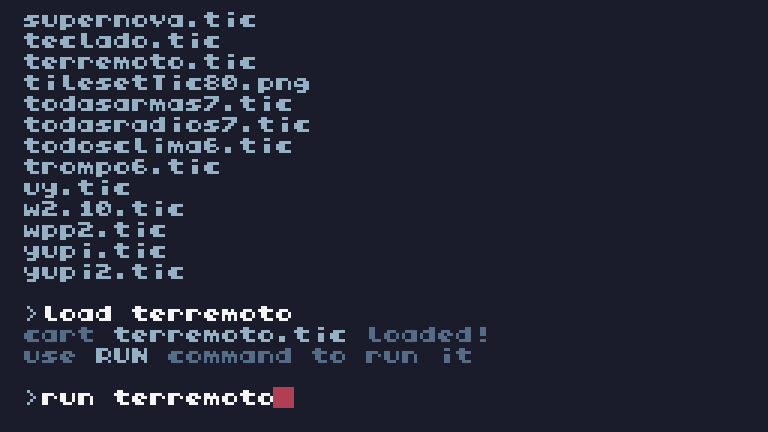 supernova.tic
teclado.tic
terremoto.tic
tilesetTic80.png
todasarmas7.tic
todasradios7.tic
todosclima6.tic
trompo6.tic
vy.tic
w2.10.tic
wpp2.tic
yupi.tic
yupi2.tic
>load terremoto
cart terremoto.tic loaded!
use RUN command to run it
>run terremoto